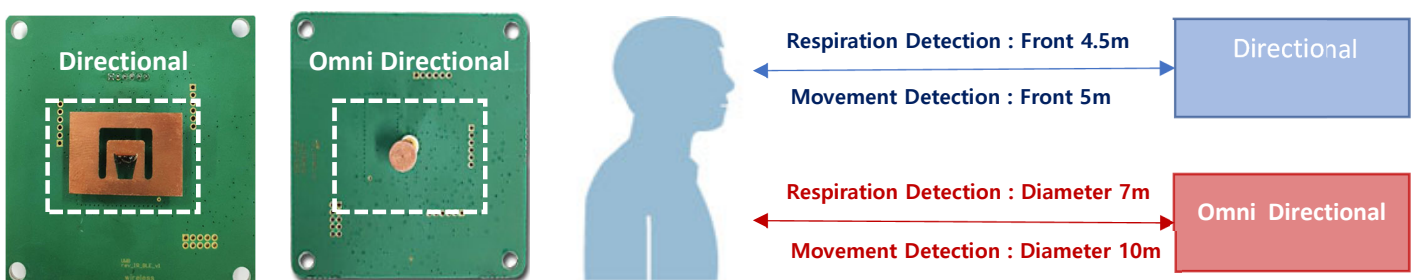 Directional
Omni Directional
Respiration Detection : Front 4.5m
Movement Detection : Front 5m
Directional
Respiration Detection : Diameter 7m
Movement Detection : Diameter 10m
Omni Directional